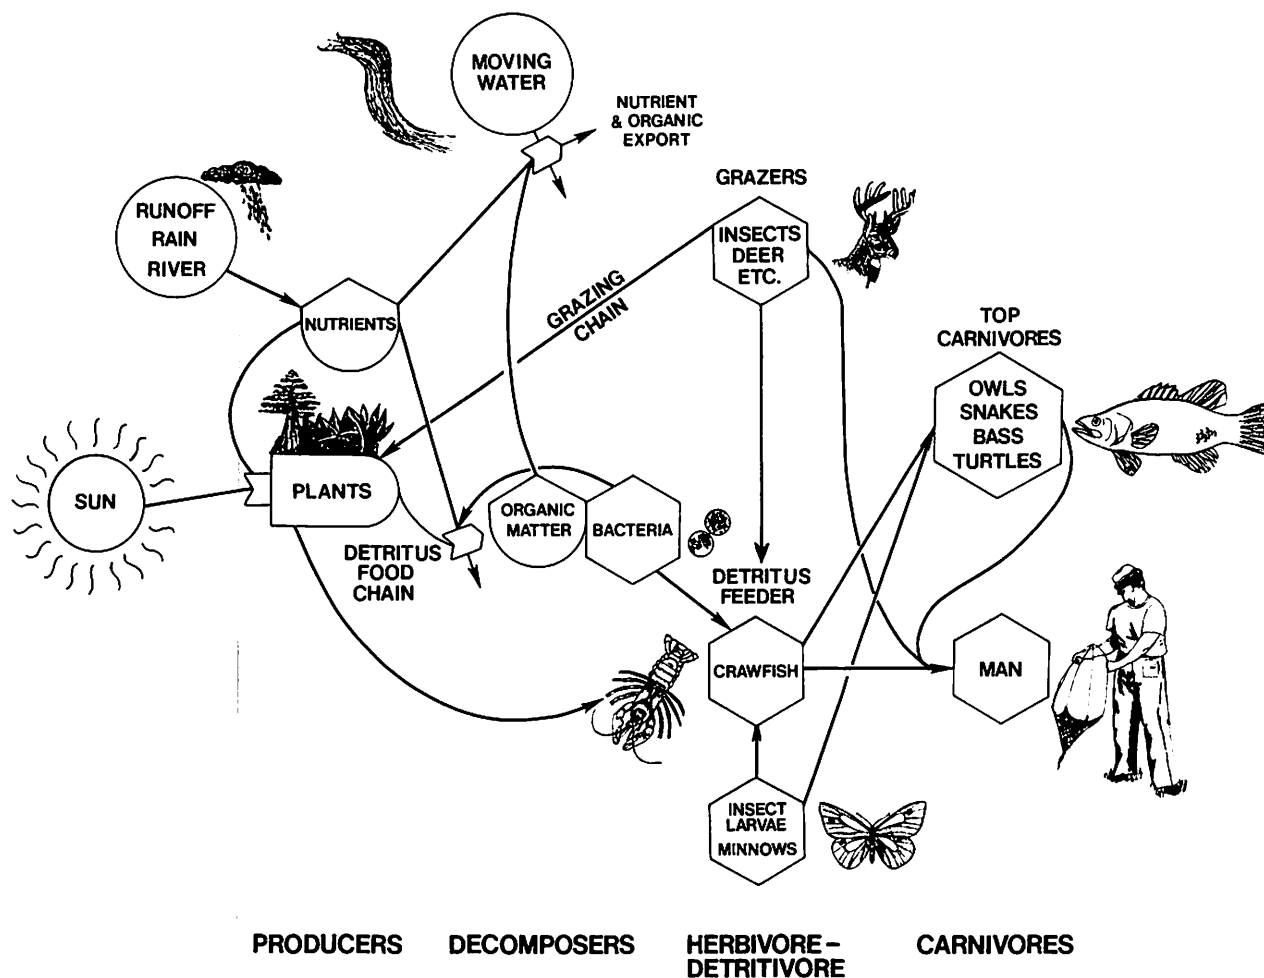 MOVING
WATER
NUTRIENT
& ORGANIC
EXPORT
GRAZERS
RUNOFF
RAIN
RIVER
INSECTS
DEER
ETC.
NUTRIENTS
GRAZING
CHAIN
TOP
CARNIVORES
OWLS
SNAKES
BASS
TURTLES
SUN
PLANTS
ORGANIC
MATTER
BACTERIA
DETRITUS
FOOD
CHAIN
DETRITUS
FEEDER
CRAWFISH
MAN
INSECT
LARVAE
MINNOWS
PRODUCERS
DECOMPOSERS
HERBIVORE–
DETRITIVORE
CARNIVORES